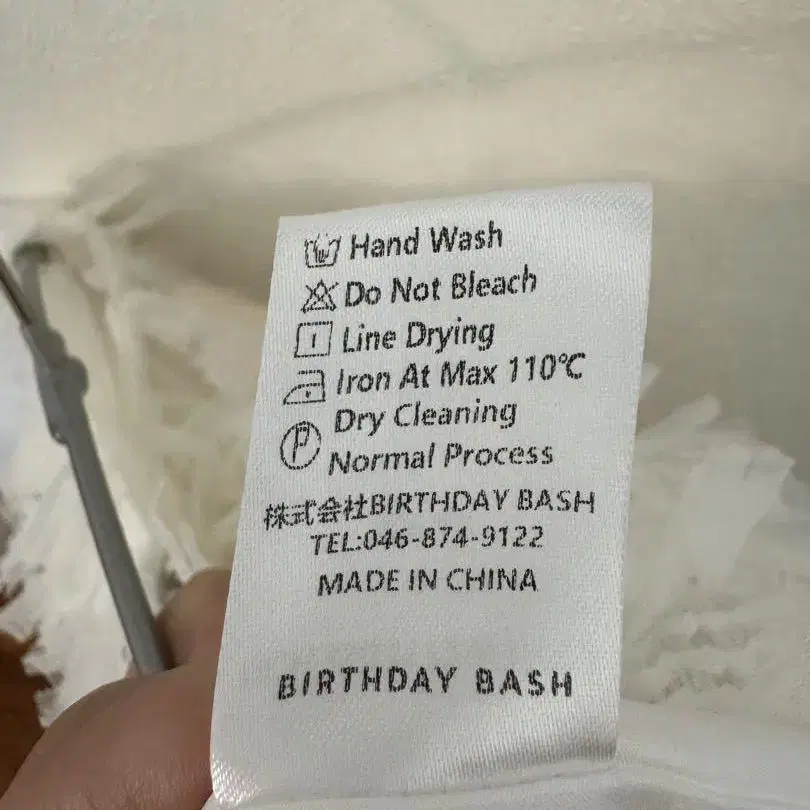 Hand Wash
Do Not Bleach
Line Drying
Iron At Max 110℃
Dry Cleaning
Normal Process
株式会社BIRTHDAY BASH
TEL:046-874-9122
MADE IN CHINA
BIRTHDAY BASH